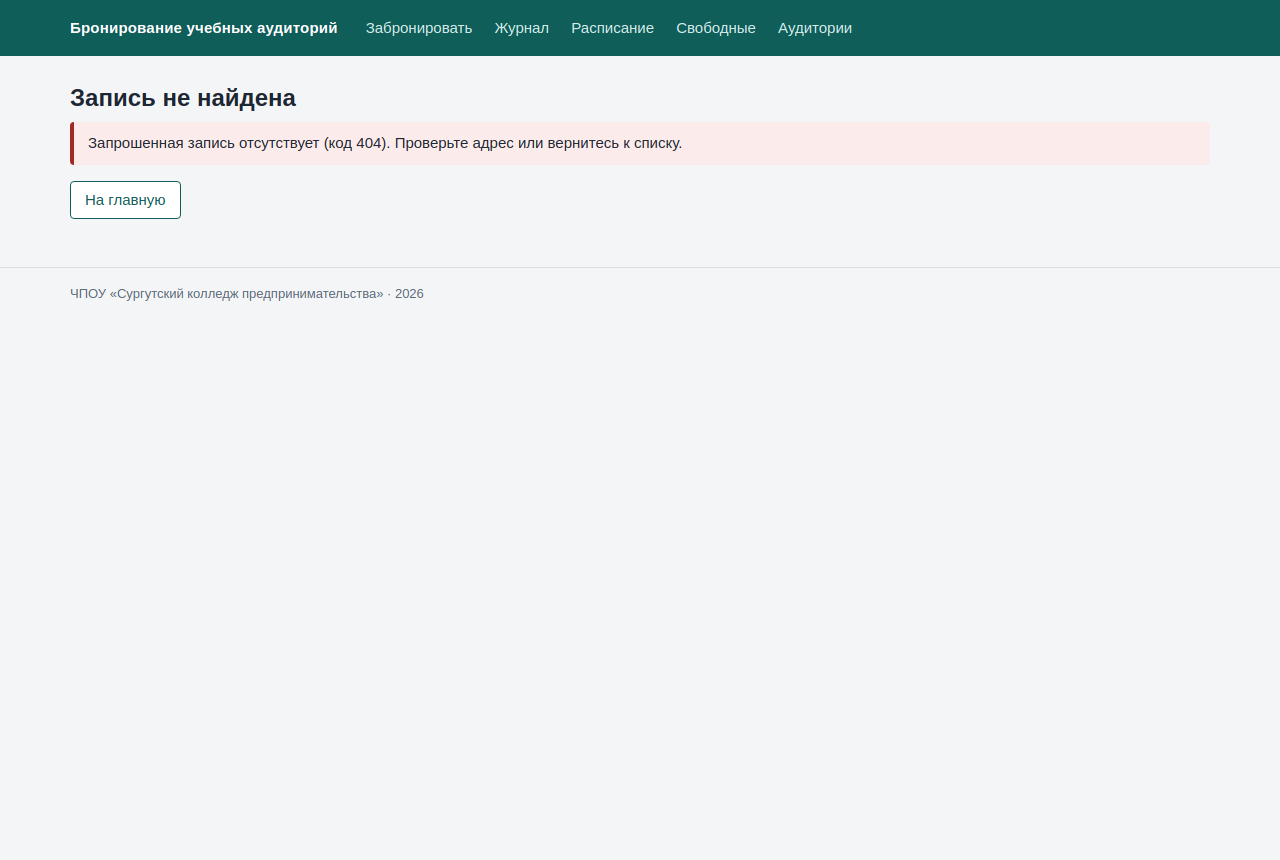 Бронирование учебных аудиторий Забронировать Журнал Расписание Свободные Аудитории
Запись не найдена
Запрошенная запись отсутствует (код 404). Проверьте адрес или вернитесь к списку.
На главную
ЧПОУ «Сургутский колледж предпринимательства» · 2026